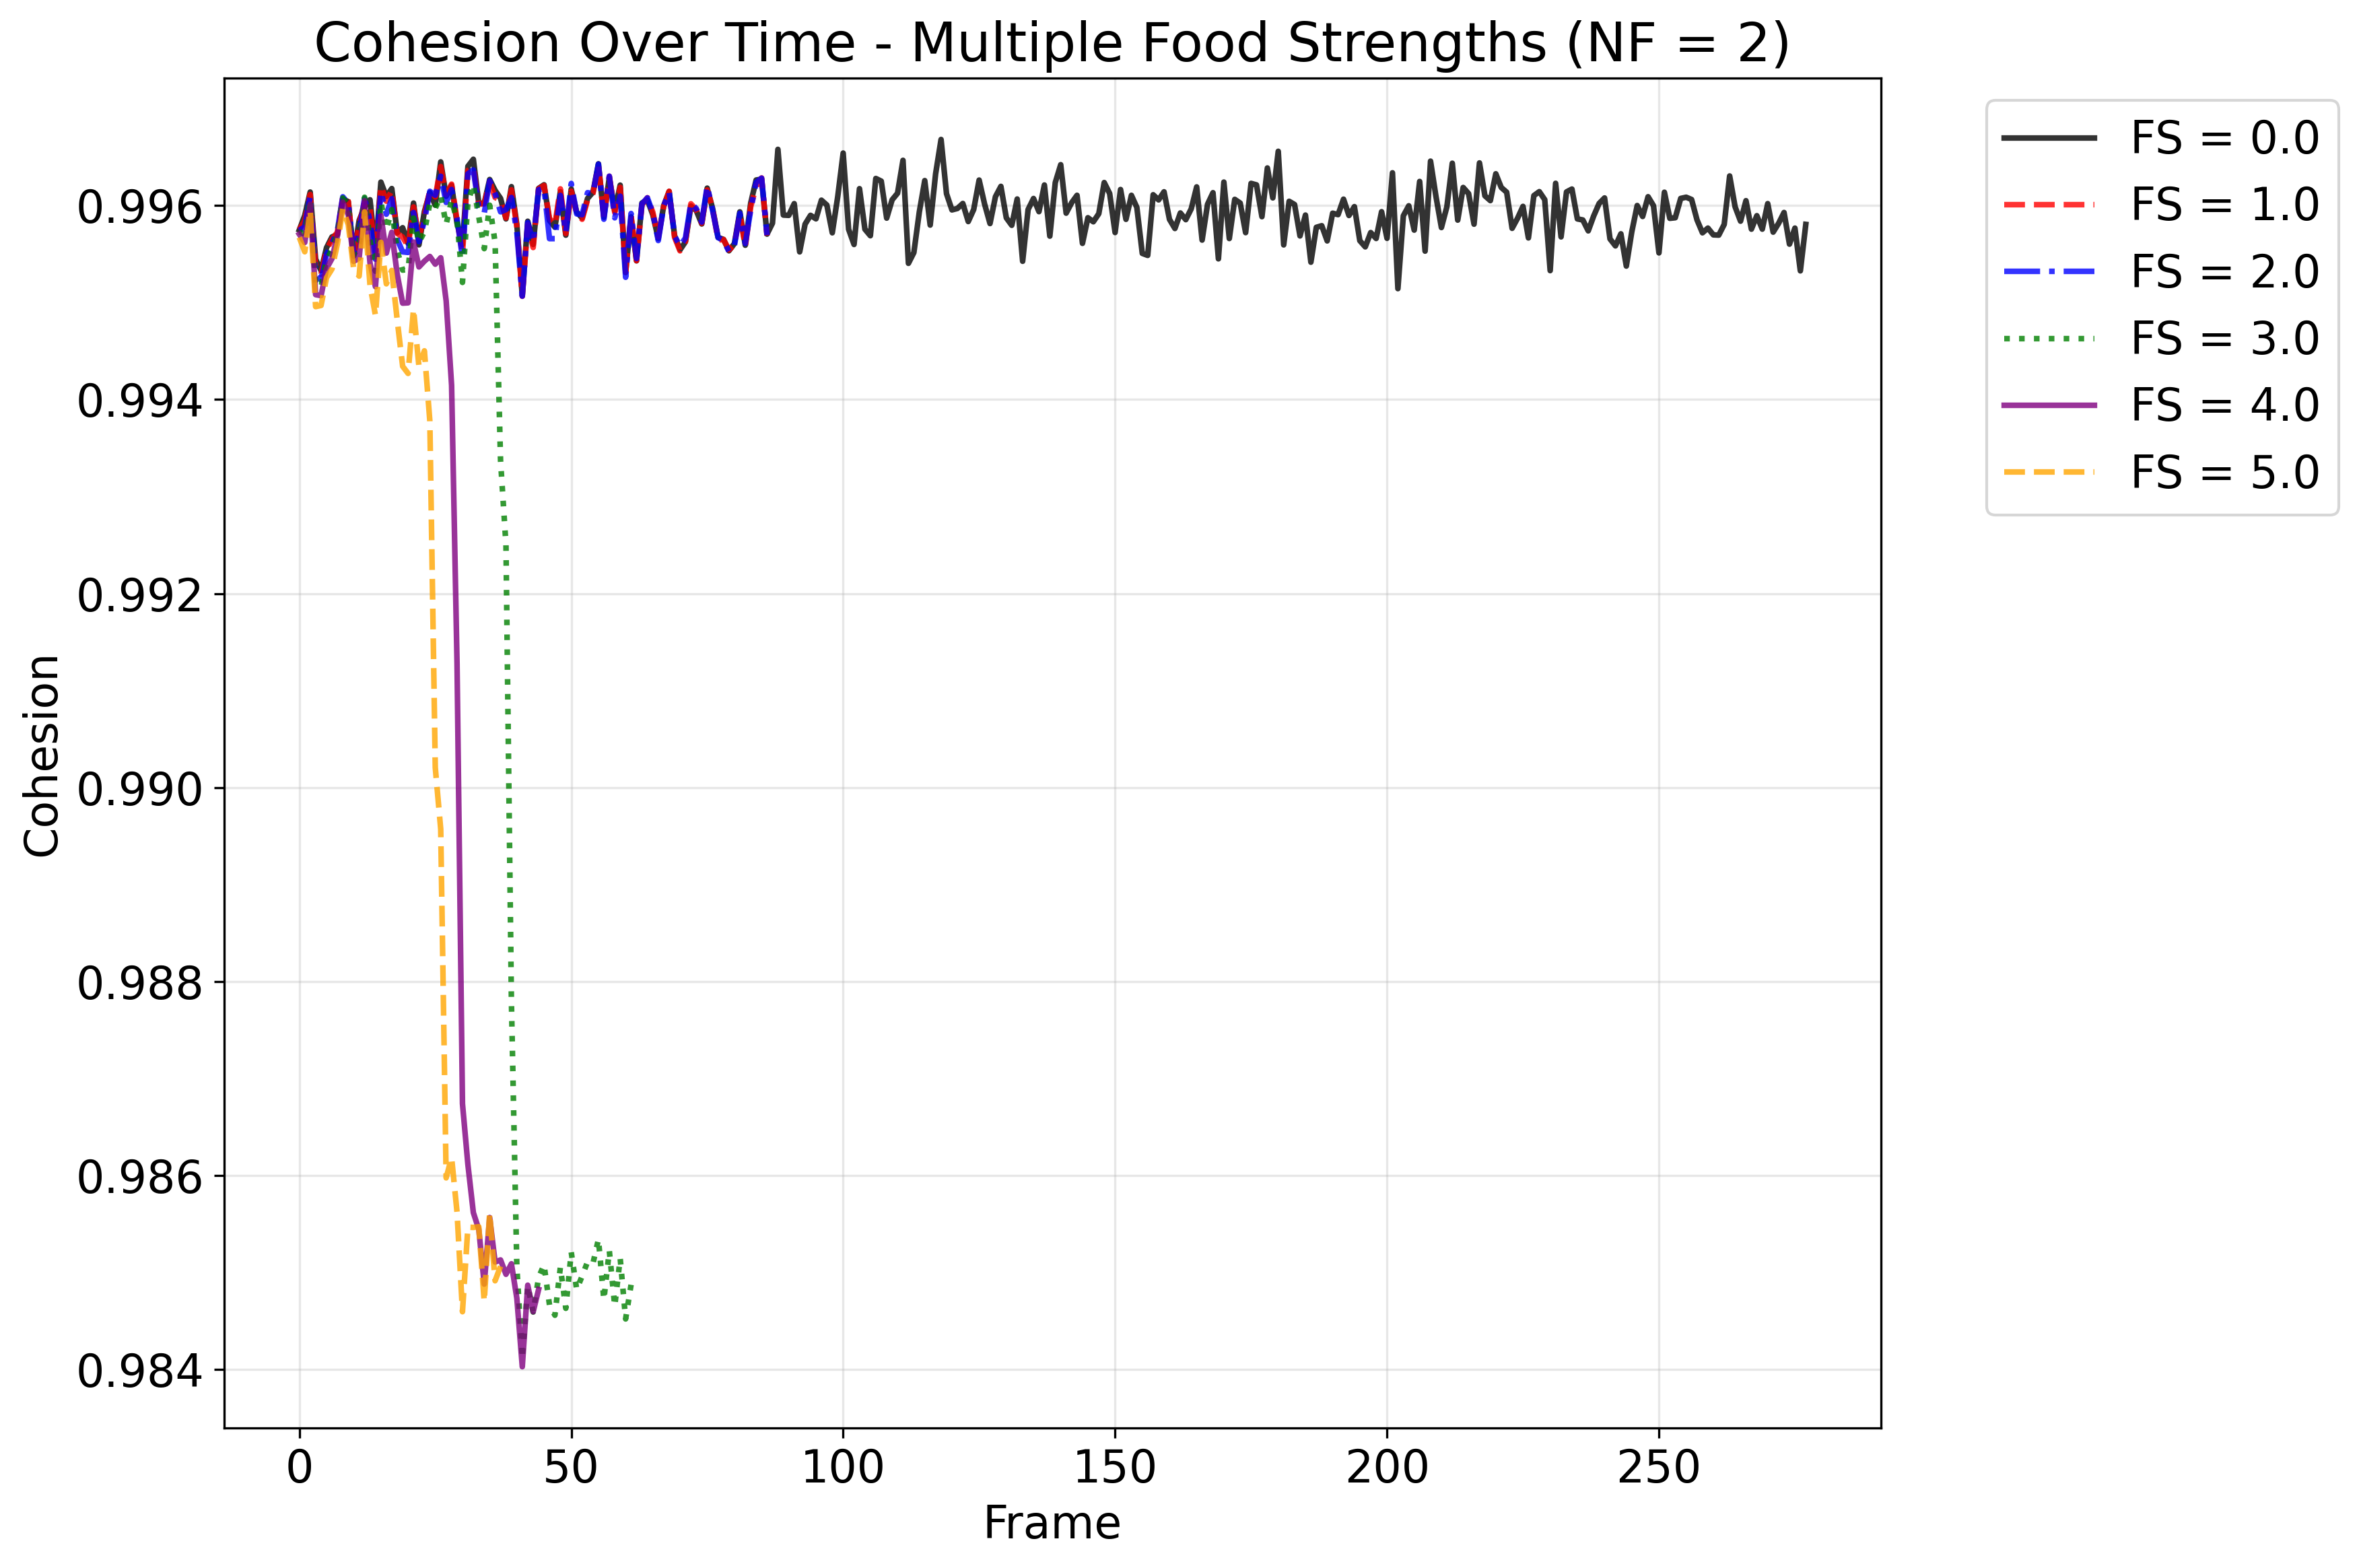 Cohesion Over Time - Multiple Food Strengths (NF = 2)
FS = 0.0
FS = 1.0
FS = 2.0
FS = 3.0
FS = 4.0
FS = 5.0
Cohesion
0.996
0.994
0.992
0.990
0.988
0.986
0.984
0 50 100 150 200 250
Frame